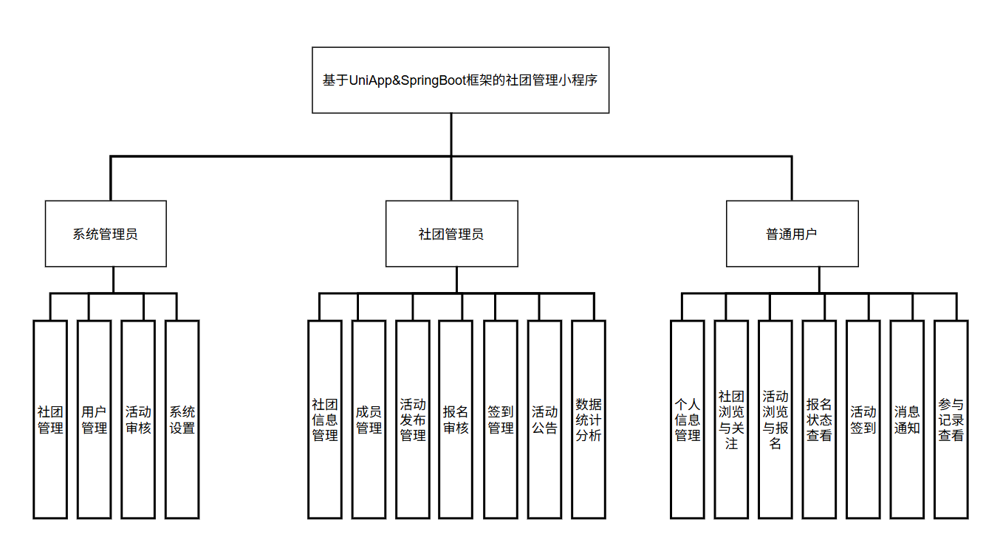 基于UniApp&SpringBoot框架的社团管理小程序
系统管理员
社团管理员
普通用户
社团
管理
用户
管理
活动
审核
系统
设置
社团
信息
管理
成员
管理
活动
发布
管理
报名
审核
签到
管理
活动
公告
数据
统计
分析
个人
信息
管理
社团
浏览
与关
注
活动
浏览
与报
名
报名
状态
查看
活动
签到
消息
通知
参与
记录
查看